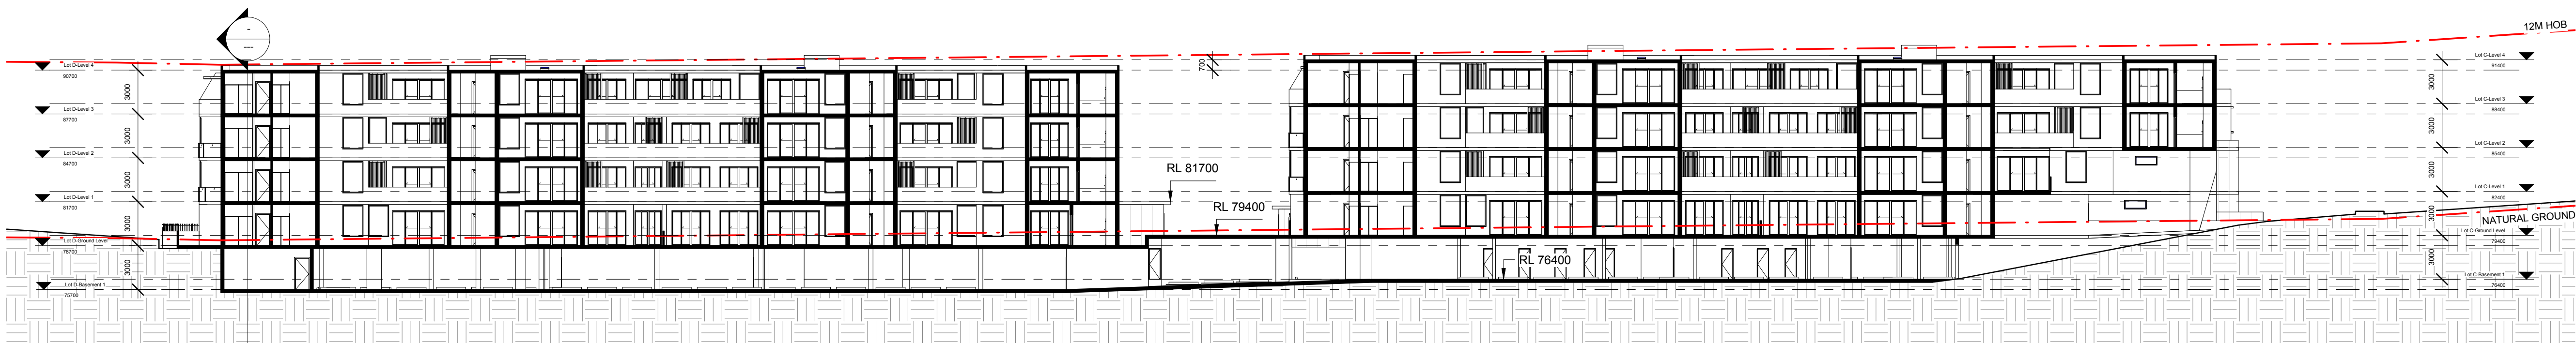 -
---
12M HOB
Lot D-Level 4
90700
3000
Lot D-Level 3
87700
3000
Lot D-Level 2
84700
3000
Lot D-Level 1
81700
3000
Lot D-Ground Level
78700
3000
Lot D-Basement 1
75700
700
RL 81700
RL 79400
RL 76400
Lot C-Level 4
91400
3000
Lot C-Level 3
88400
3000
Lot C-Level 2
85400
3000
Lot C-Level 1
82400
3000
NATURAL GROUND
Lot C-Ground Level
79400
3000
Lot C-Basement 1
76400